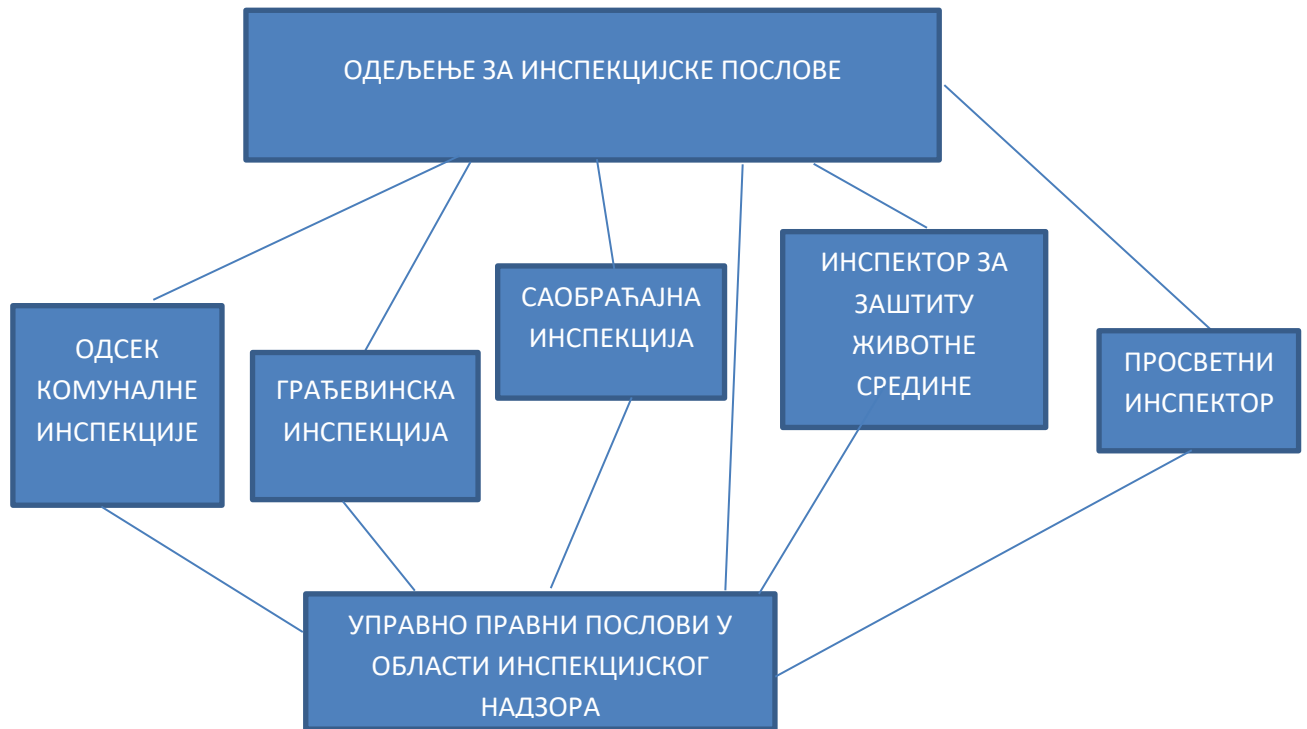 ОДЕЉЕЊЕ ЗА ИНСПЕКЦИЈСКЕ ПОСЛОВЕ
ОДСЕК
КОМУНАЛНЕ
ИНСПЕКЦИЈЕ
ГРАЂЕВИНСКА
ИНСПЕКЦИЈА
САОБРАЋАЈНА
ИНСПЕКЦИЈА
ИНСПЕКТОР ЗА
ЗАШТИТУ
ЖИВОТНЕ
СРЕДИНЕ
ПРОСВЕТНИ
ИНСПЕКТОР
УПРАВНО ПРАВНИ ПОСЛОВИ У
ОБЛАСТИ ИНСПЕКЦИЈСКОГ
НАДЗОРА